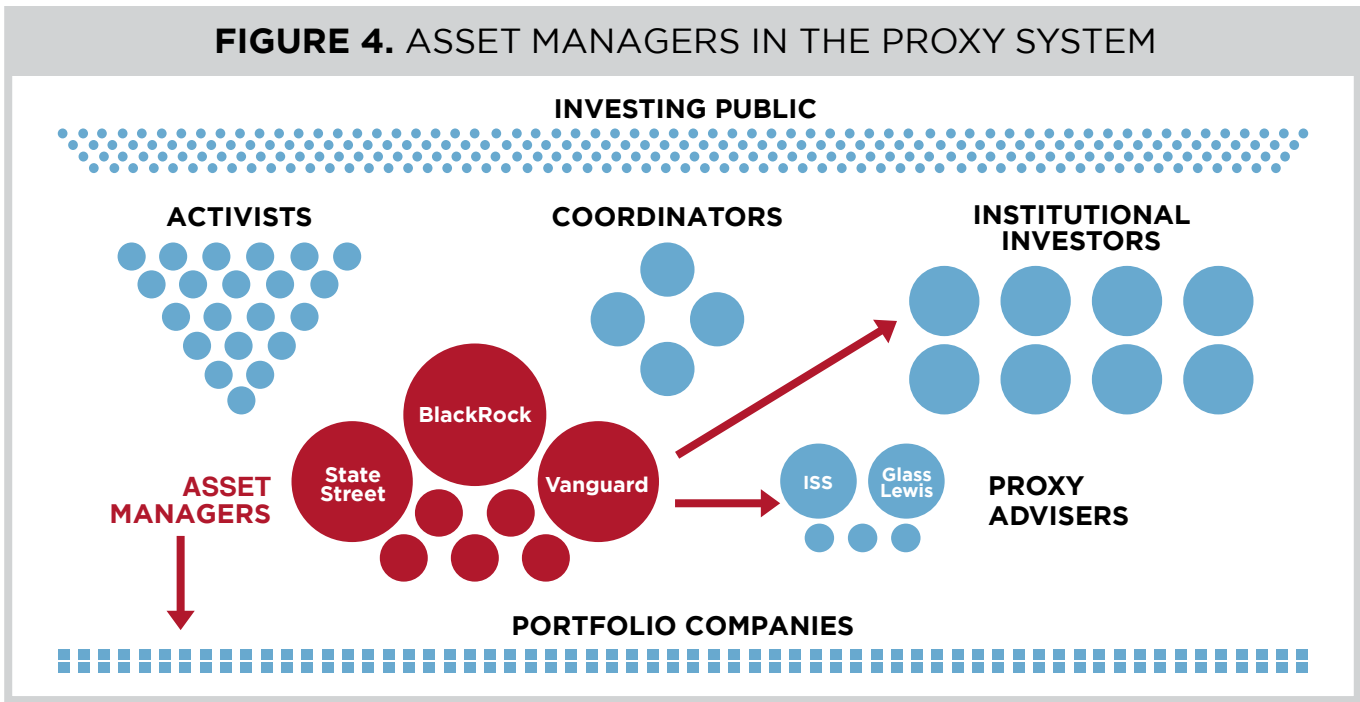 FIGURE 4. ASSET MANAGERS IN THE PROXY SYSTEM
INVESTING PUBLIC
ACTIVISTS
COORDINATORS
INSTITUTIONAL
INVESTORS
BlackRock
State
Street
Vanguard
ASSET
MANAGERS
ISS
Glass
Lewis
PROXY
ADVISERS
PORTFOLIO COMPANIES